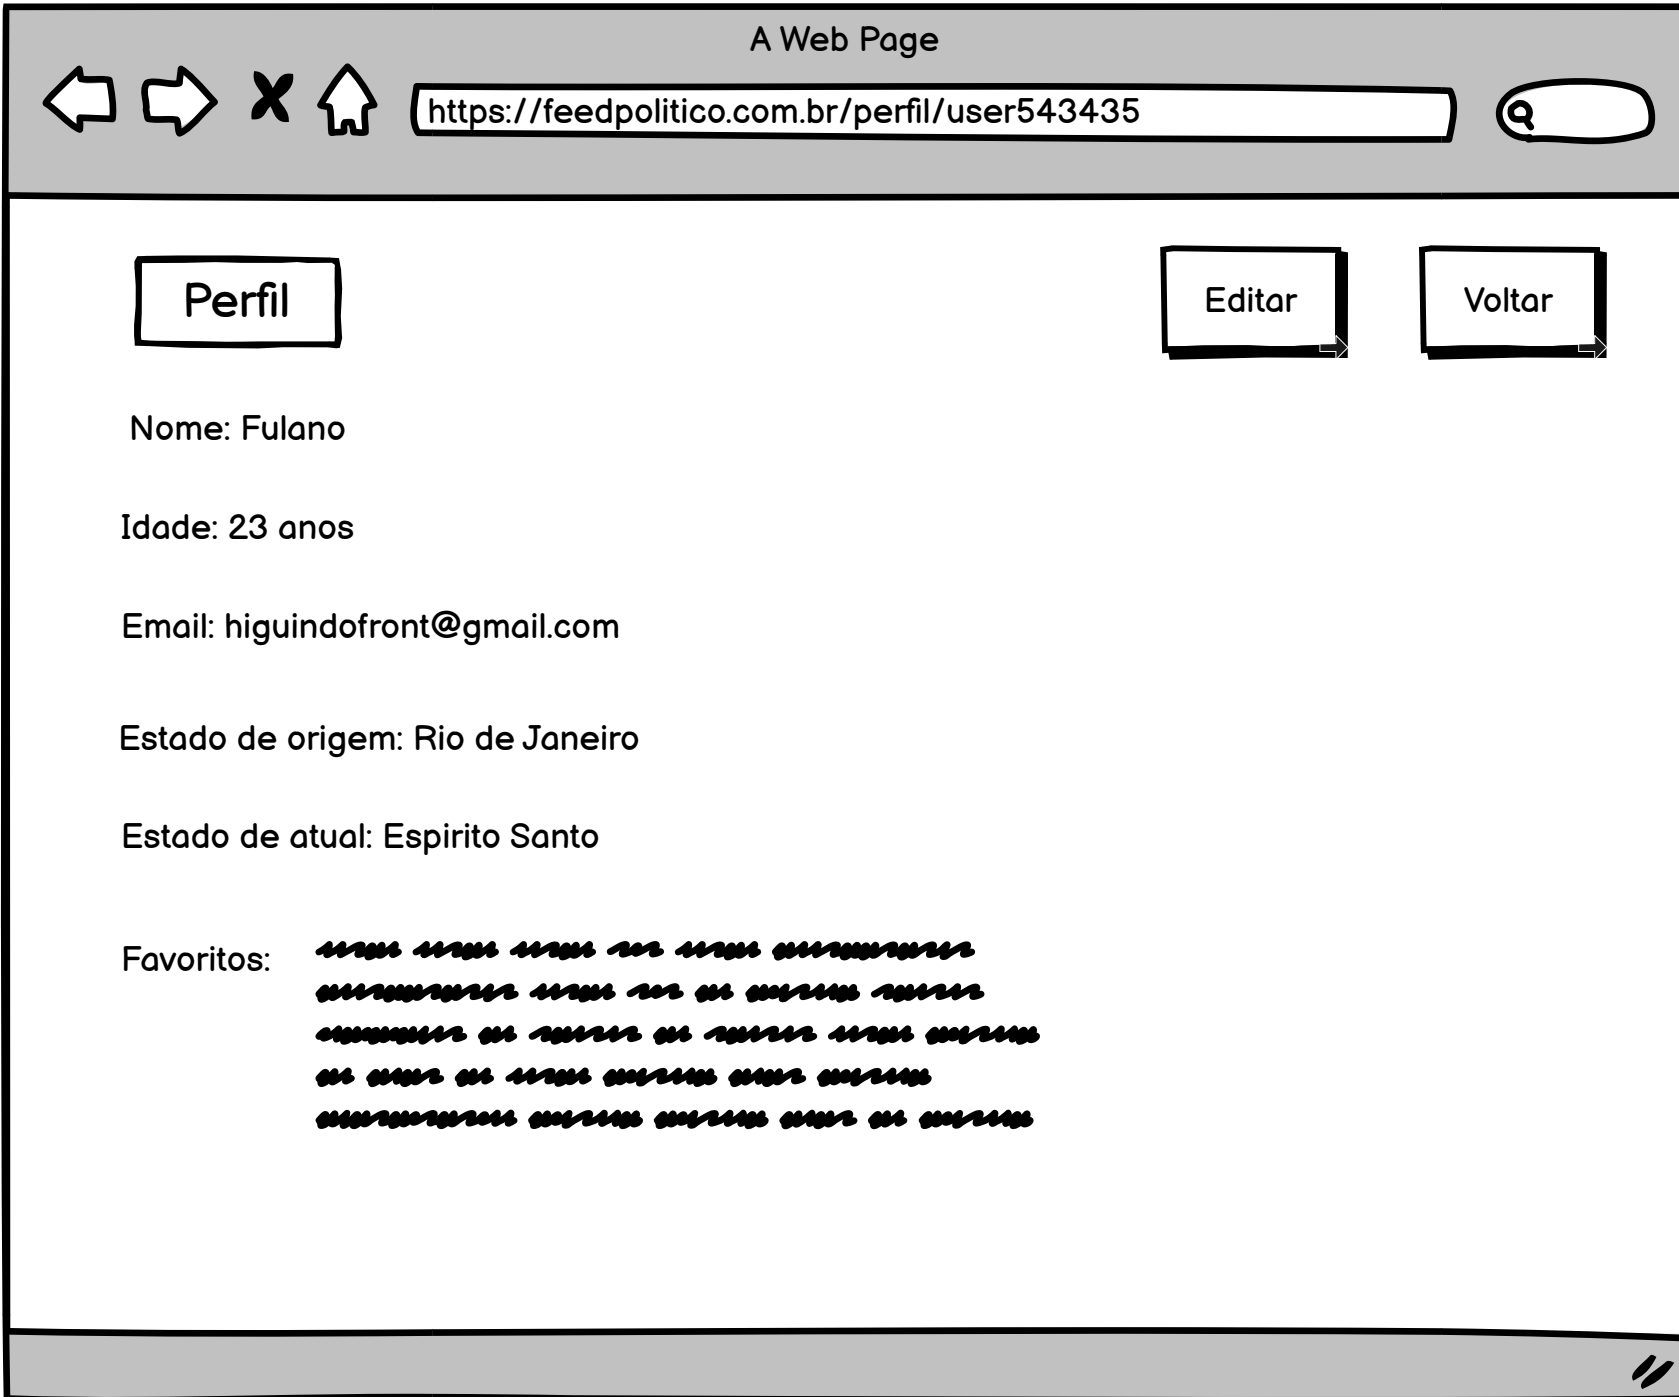 A Web Page
https://feedpolitico.com.br/perfil/user543435
Perfil
Editar
Voltar
Nome: Fulano
Idade: 23 anos
Email: higuindofront@gmail.com
Estado de origem: Rio de Janeiro
Estado de atual: Espirito Santo
Favoritos: